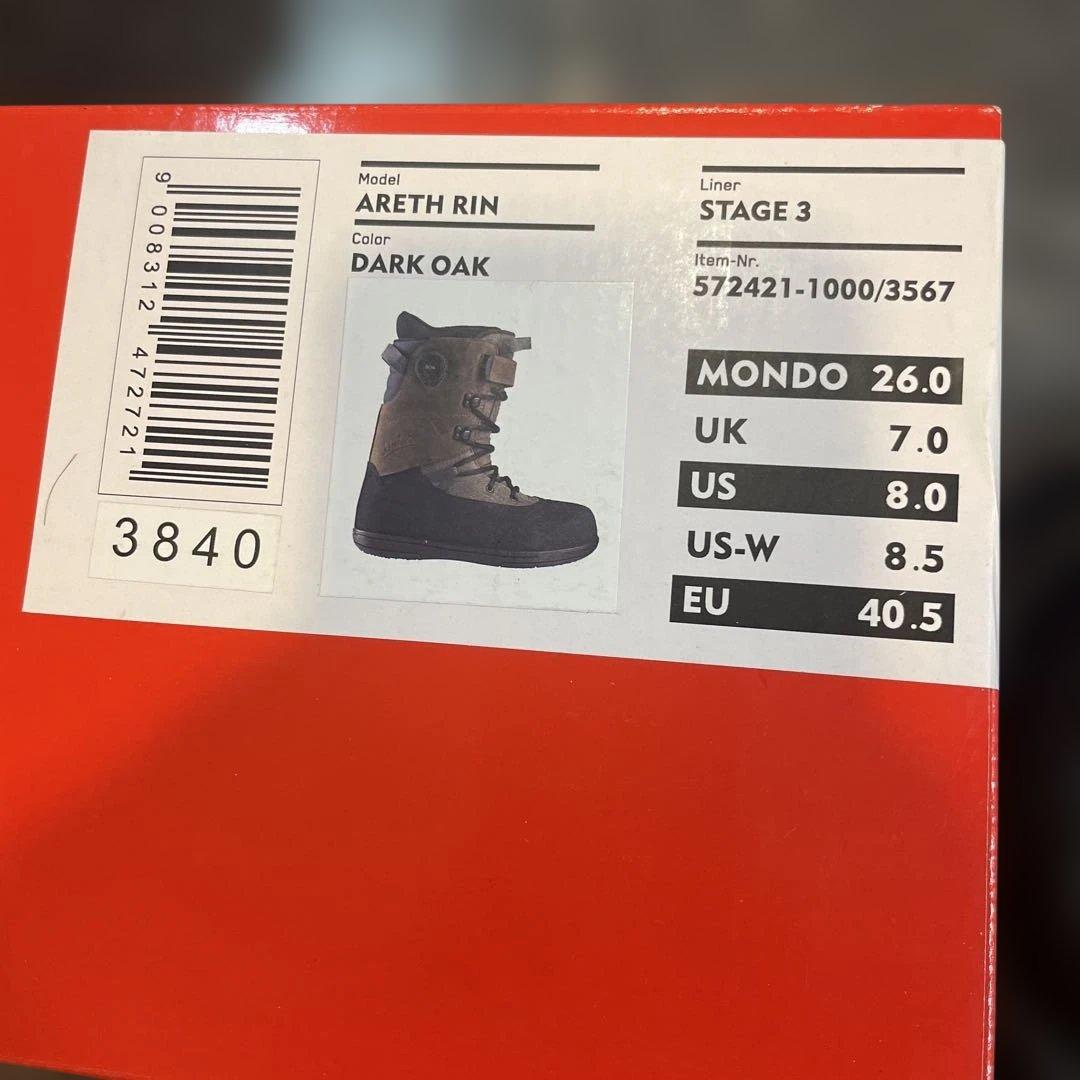 9 008312 472721
3840
Model
ARETH RIN
Color
DARK OAK
Liner
STAGE 3
Item-Nr.
572421-1000/3567
MONDO 26.0
UK 7.0
US 8.0
US-W 8.5
EU 40.5